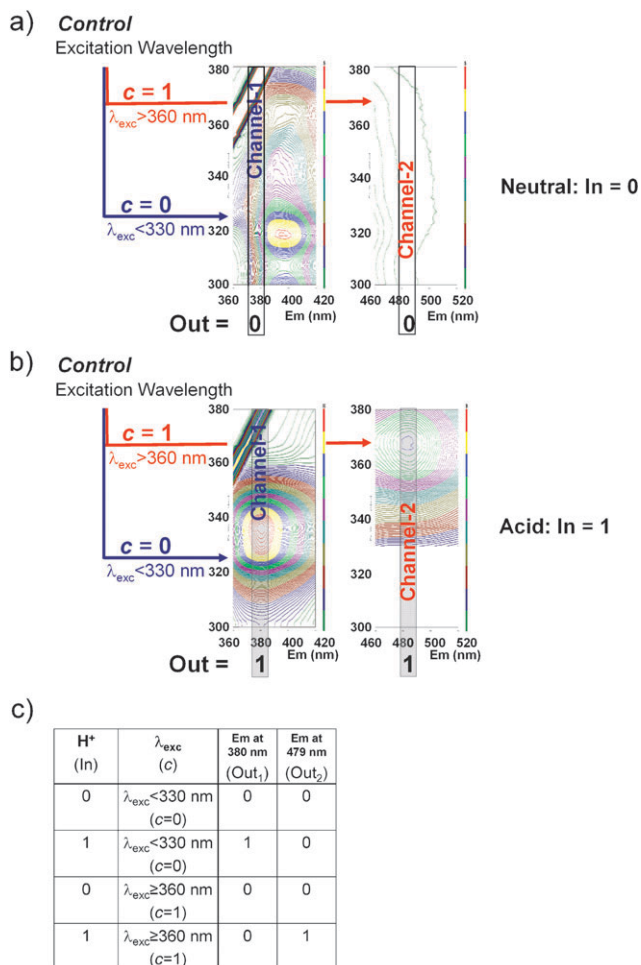 a) Control
Excitation Wavelength
c = 1
λexc>360 nm
c = 0
λexc<330 nm
380
360
340
320
300
Channel-1
360 380 400 420
Em (nm)
380
360
340
320
300
Channel-2
460 480 500 520
Em (nm)
Neutral: In = 0
Out = 0 0
b) Control
Excitation Wavelength
c = 1
λexc>360 nm
c = 0
λexc<330 nm
380
360
340
320
300
Channel-1
360 380 400 420
Em (nm)
380
360
340
320
300
Channel-2
460 480 500 520
Em (nm)
Acid: In = 1
Out = 1 1
c)
H⁺ λexc Em at Em at
380 nm 479 nm
(In) (c) (Out₁) (Out₂)
0 λexc<330 nm 0 0
(c=0)
1 λexc<330 nm 1 0
(c=0)
0 λexc≥360 nm 0 0
(c=1)
1 λexc≥360 nm 0 1
(c=1)